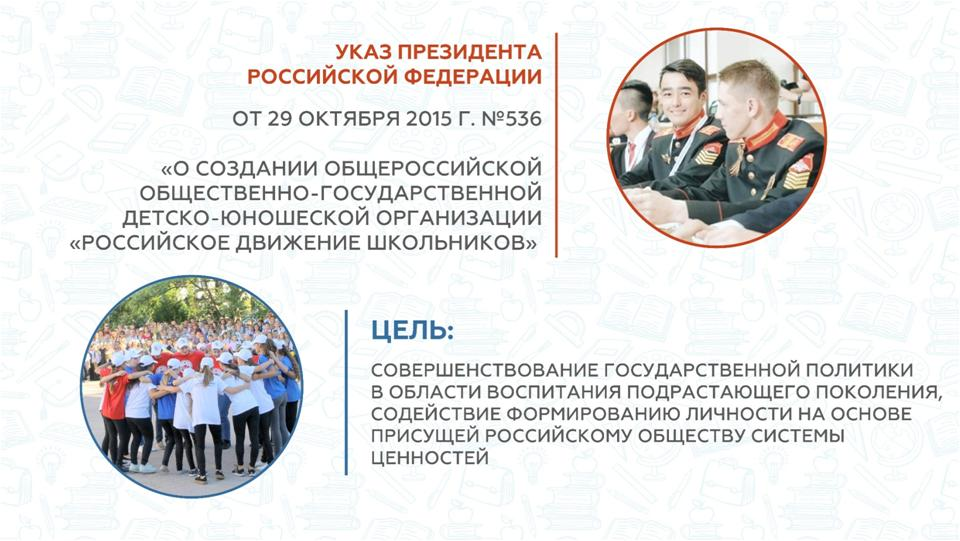 УКАЗ ПРЕЗИДЕНТА
РОССИЙСКОЙ ФЕДЕРАЦИИ
ОТ 29 ОКТЯБРЯ 2015 Г. №536
«О СОЗДАНИИ ОБЩЕРОССИЙСКОЙ
ОБЩЕСТВЕННО-ГОСУДАРСТВЕННОЙ
ДЕТСКО-ЮНОШЕСКОЙ ОРГАНИЗАЦИИ
«РОССИЙСКОЕ ДВИЖЕНИЕ ШКОЛЬНИКОВ»
ЦЕЛЬ:
СОВЕРШЕНСТВОВАНИЕ ГОСУДАРСТВЕННОЙ ПОЛИТИКИ
В ОБЛАСТИ ВОСПИТАНИЯ ПОДРАСТАЮЩЕГО ПОКОЛЕНИЯ,
СОДЕЙСТВИЕ ФОРМИРОВАНИЮ ЛИЧНОСТИ НА ОСНОВЕ
ПРИСУЩЕЙ РОССИЙСКОМУ ОБЩЕСТВУ СИСТЕМЫ
ЦЕННОСТЕЙ